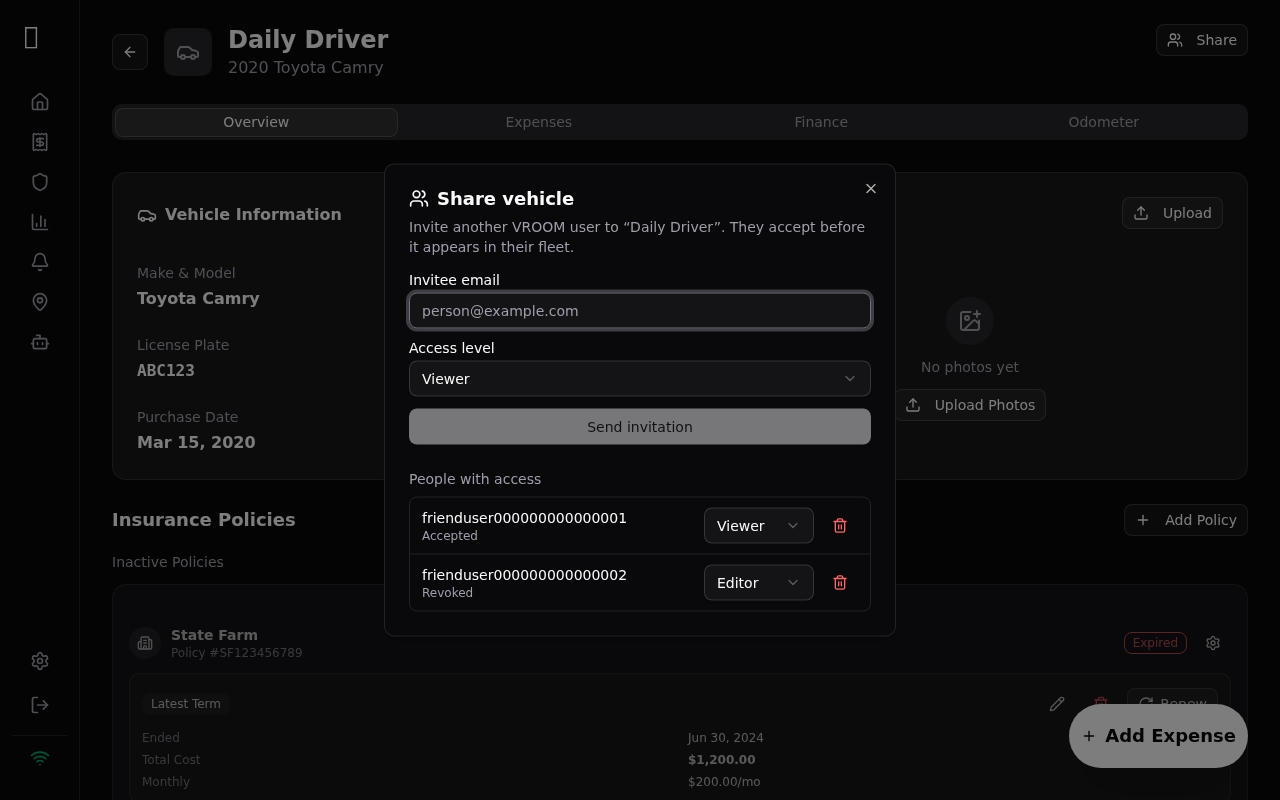 Daily Driver
2020 Toyota Camry
Share
Overview
Expenses
Finance
Odometer
Vehicle Information
Upload
Make & Model
Toyota Camry
License Plate
ABC123
Purchase Date
Mar 15, 2020
No photos yet
Upload Photos
Share vehicle
Invite another VROOM user to “Daily Driver”. They accept before
it appears in their fleet.
Invitee email
person@example.com
Access level
Viewer
Send invitation
People with access
frienduser000000000000001
Accepted
Viewer
frienduser000000000000002
Revoked
Editor
Insurance Policies
Add Policy
Inactive Policies
State Farm
Policy #SF123456789
Expired
Latest Term
Renew
Ended
Jun 30, 2024
Total Cost
$1,200.00
Monthly
$200.00/mo
Add Expense